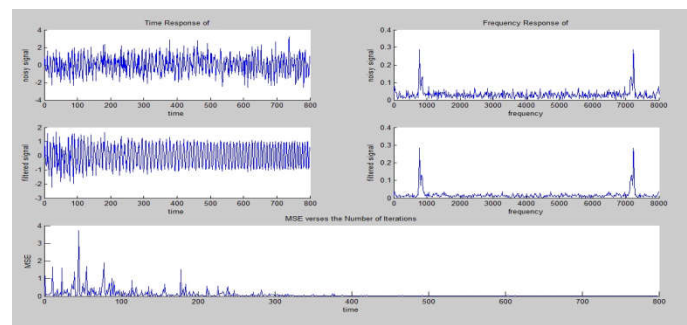 Time Response of
noisy signal
4
2
0
-2
-4
0 100 200 300 400 500 600 700 800
time
Frequency Response of
noisy signal
0.4
0.3
0.2
0.1
0
0 1000 2000 3000 4000 5000 6000 7000 8000
frequency
filtered signal
2
1
0
-1
-2
-3
0 100 200 300 400 500 600 700 800
time
filtered signal
0.4
0.3
0.2
0.1
0
0 1000 2000 3000 4000 5000 6000 7000 8000
frequency
MSE verses the Number of Iterations
MSE
4
3
2
1
0
0 100 200 300 400 500 600 700 800
time